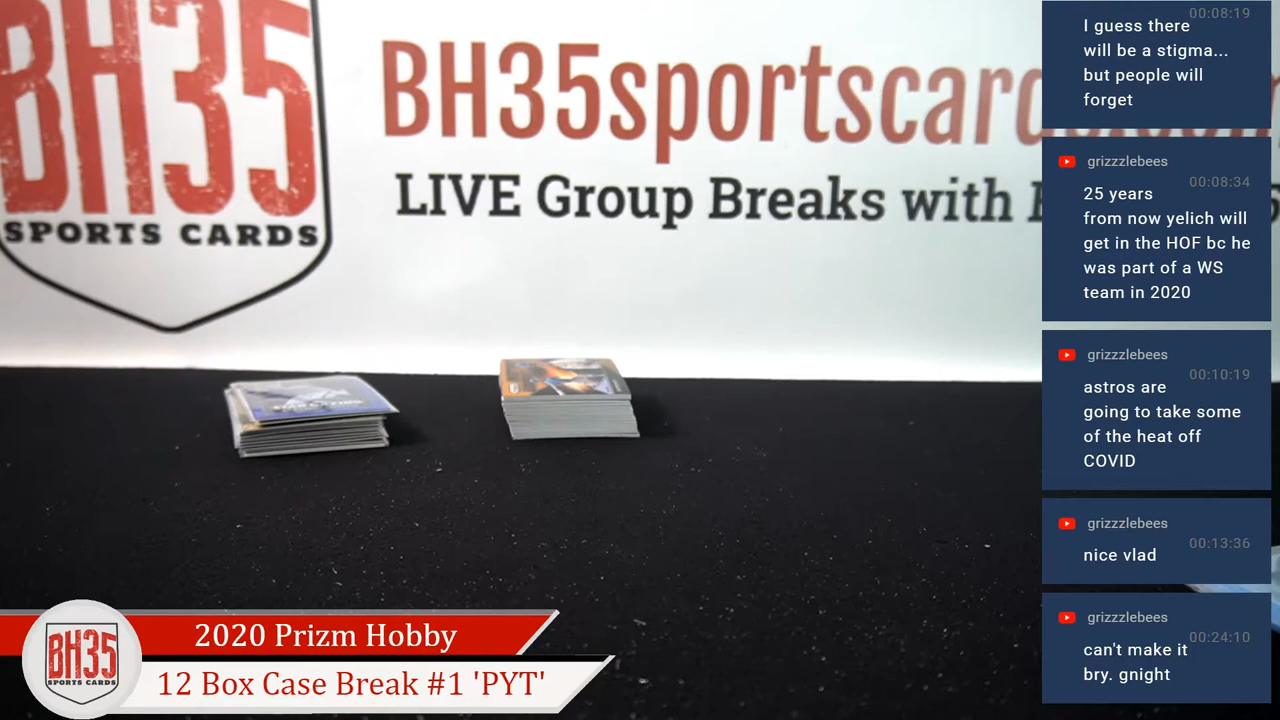 BH35
SPORTS CARDS
BH35sportscards.com
LIVE Group Breaks with
00:08:19
I guess there
will be a stigma...
but people will
forget
grizzzlebees
00:08:34
25 years
from now yelich will
get in the HOF bc he
was part of a WS
team in 2020
grizzzlebees
00:10:19
astros are
going to take some
of the heat off
COVID
grizzzlebees
00:13:36
nice vlad
grizzzlebees
00:24:10
can't make it
bry. gnight
BH35
SPORTS CARDS
2020 Prizm Hobby
12 Box Case Break #1 'PYT'